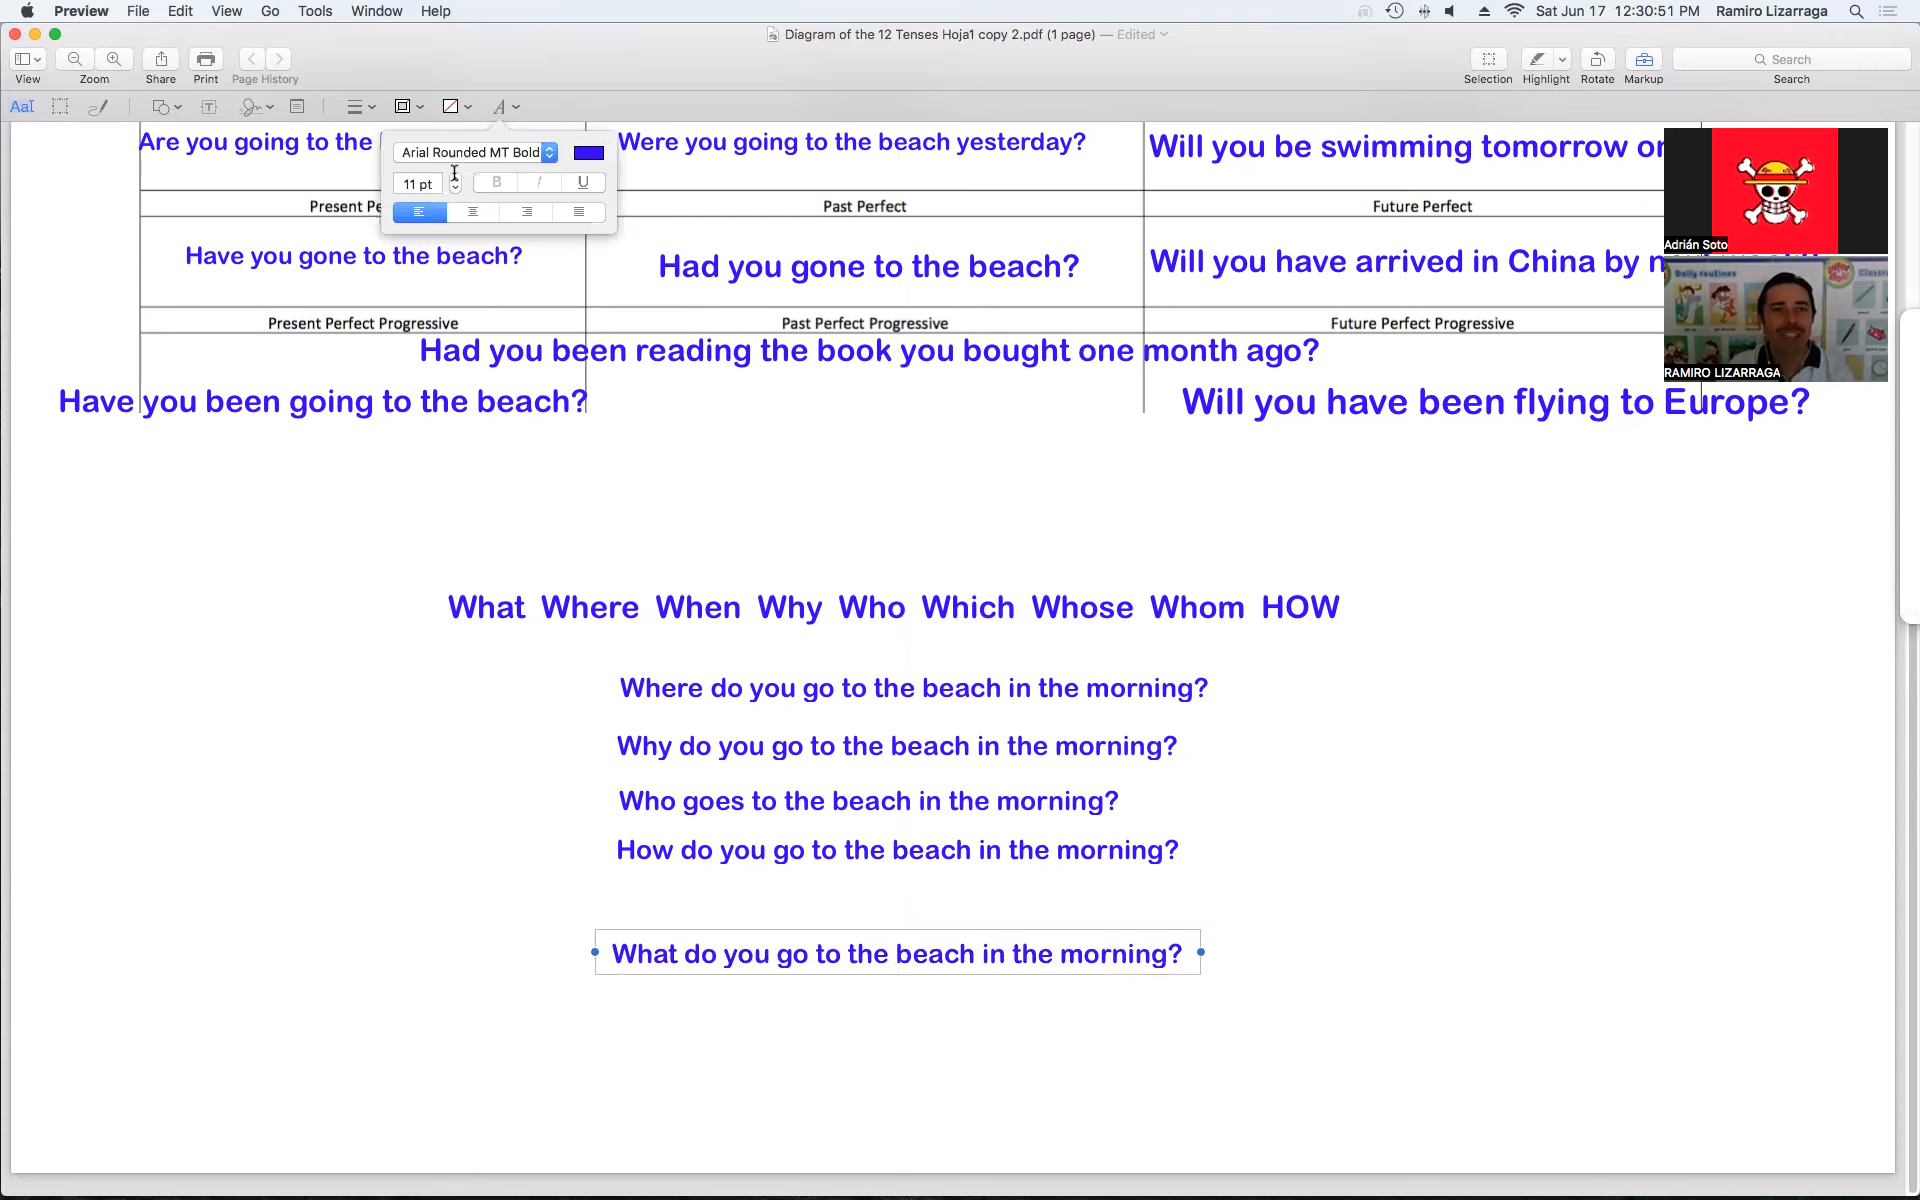 Preview File Edit View Go Tools Window Help Sat Jun 17 12:30:51 PM Ramiro Lizarraga
Diagram of the 12 Tenses Hoja1 copy 2.pdf (1 page) — Edited
Search
View Zoom Share Print Page History Selection Highlight Rotate Markup Search
AaI T A
Are you going to the Were you going to the beach yesterday? Will you be swimming tomorrow
Arial Rounded MT Bold
11 pt B I U
Present Past Perfect Future Perfect
Adrián Soto
Have you gone to the beach? Had you gone to the beach? Will you have arrived in China by
Daily routines
Present Perfect Progressive Past Perfect Progressive Future Perfect Progressive
Had you been reading the book you bought one month ago?
RAMIRO LIZARRAGA
Have you been going to the beach? Will you have been flying to Europe?
What Where When Why Who Which Whose Whom HOW
Where do you go to the beach in the morning?
Why do you go to the beach in the morning?
Who goes to the beach in the morning?
How do you go to the beach in the morning?
What do you go to the beach in the morning?